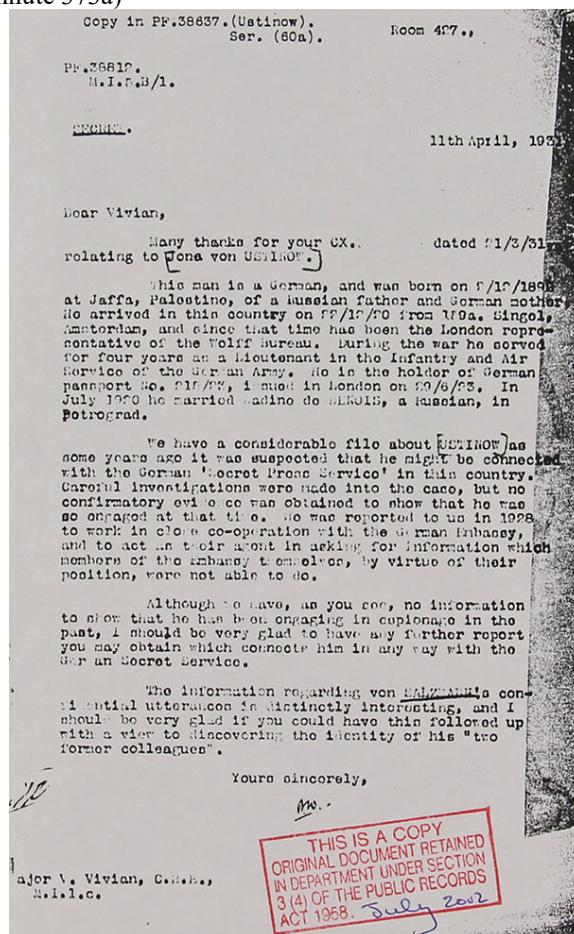 Copy in PF.38637.(Ustinow).
Ser. (60a).
Room 427.,
PF.38812.
M.I.5.B/1.
SECRET.
11th April, 1931
Dear Vivian,
Many thanks for your CX. dated 21/3/31
relating to [Jona von USTINOW.]
This man is a German, and was born on 2/12/1892
at Jaffa, Palestine, of a Russian father and German mother.
He arrived in this country on 22/12/20 from 189a. Singel,
Amsterdam, and since that time has been the London repre-
sentative of the Wolff Bureau. During the war he served
for four years as a Lieutenant in the Infantry and Air
Service of the German Army. He is the holder of German
passport No. issued in London on In
July 1920 he married Nadine de a Russian, in
Petrograd.
We have a considerable file about [USTINOW] as
some years ago it was suspected that he might be connected
with the German 'Secret Press Service' in this country.
Careful investigations were made into the case, but no
confirmatory evidence was obtained to show that he was
so engaged at that time. He was reported to us in 1928
to work in close co-operation with the German Embassy,
and to act as their agent in asking for information which
members of the Embassy themselves, by virtue of their
position, were not able to do.
Although we have, as you see, no information
to show that he has been engaging in espionage in the
past, I should be very glad to have any further report
you may obtain which connects him in any way with the
German Secret Service.
The information regarding von SALZMANN's con-
fidential utterances is distinctly interesting, and I
should be very glad if you could have this followed up
with a view to discovering the identity of his "two
former colleagues".
Yours sincerely,
ajor V. Vivian, C.B.E.,
M.I.1.c.
THIS IS A COPY
ORIGINAL DOCUMENT RETAINED
IN DEPARTMENT UNDER SECTION
3 (4) OF THE PUBLIC RECORDS
ACT 1958. July 2002